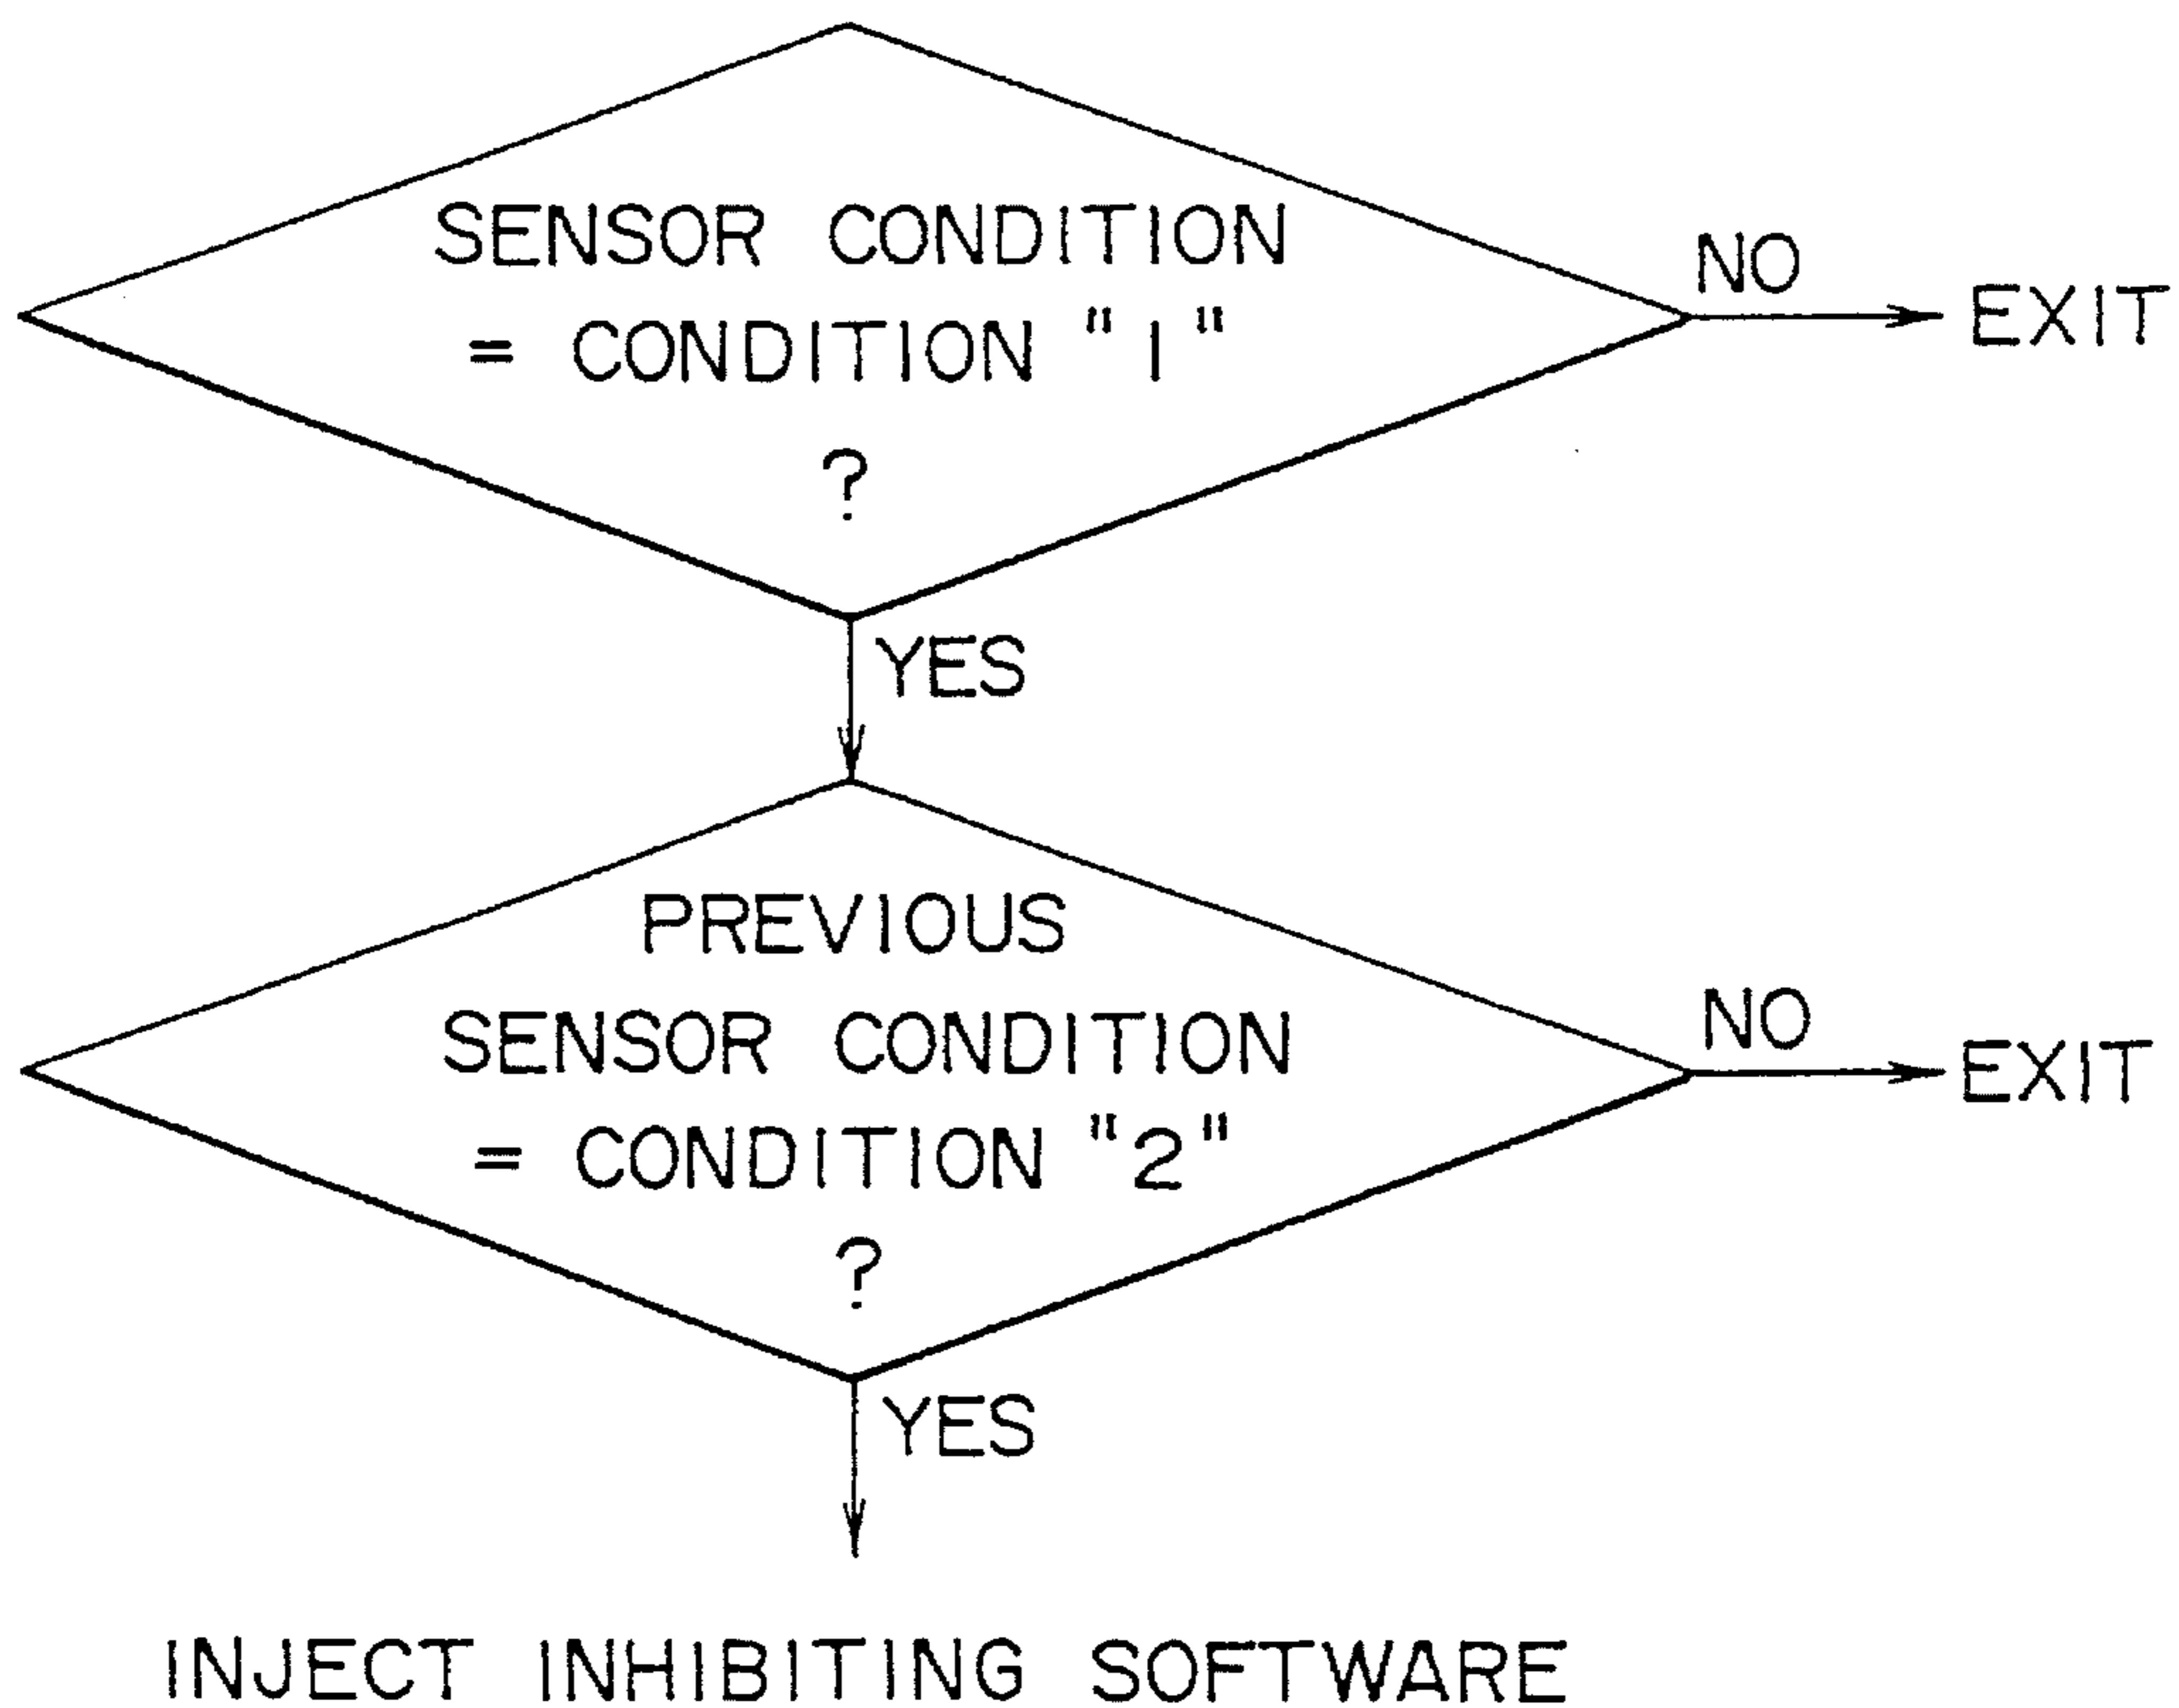 SENSOR CONDITION
= CONDITION "1"
?
NO
EXIT
YES
PREVIOUS
SENSOR CONDITION
= CONDITION "2"
?
NO
EXIT
YES
INJECT INHIBITING SOFTWARE